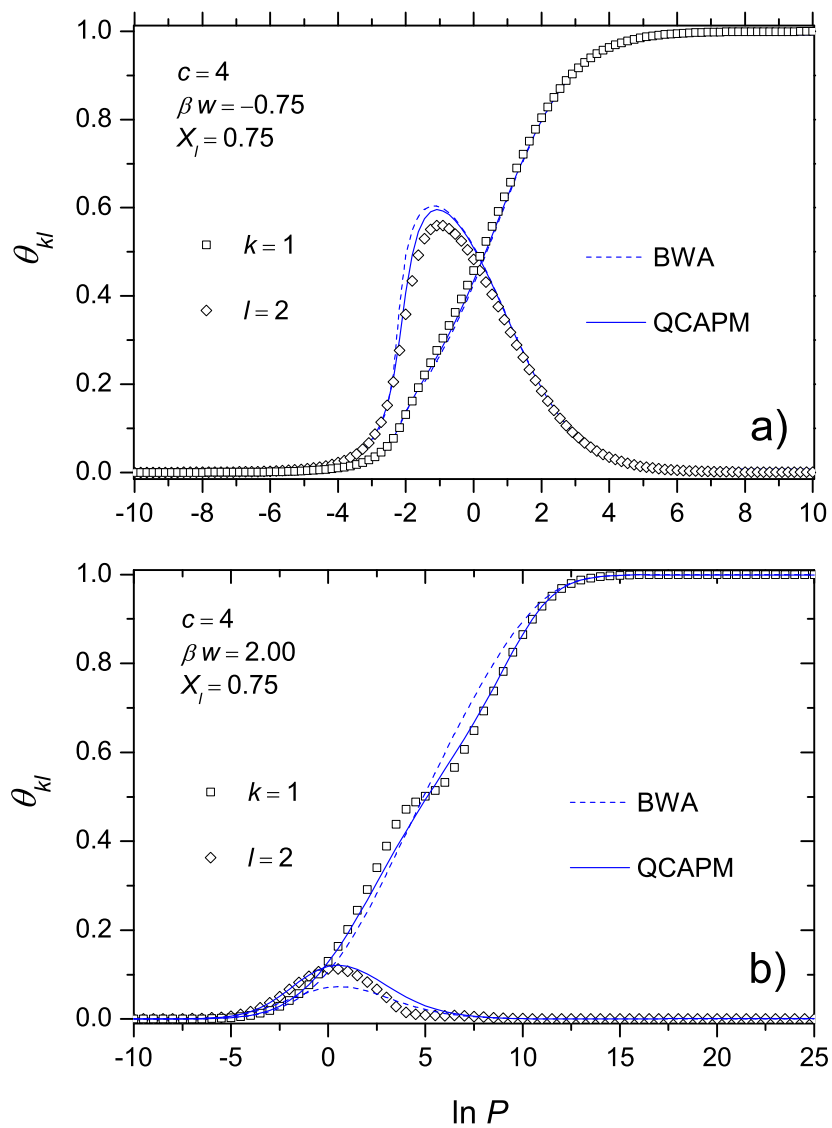 1.0
0.8
0.6
0.4
0.2
0.0
θkl
c = 4
β w = −0.75
Xl = 0.75
k = 1
l = 2
BWA
QCAPM
a)
-10 -8 -6 -4 -2 0 2 4 6 8 10
1.0
0.8
0.6
0.4
0.2
0.0
θkl
c = 4
β w = 2.00
Xl = 0.75
k = 1
l = 2
BWA
QCAPM
b)
-10 -5 0 5 10 15 20 25
ln P